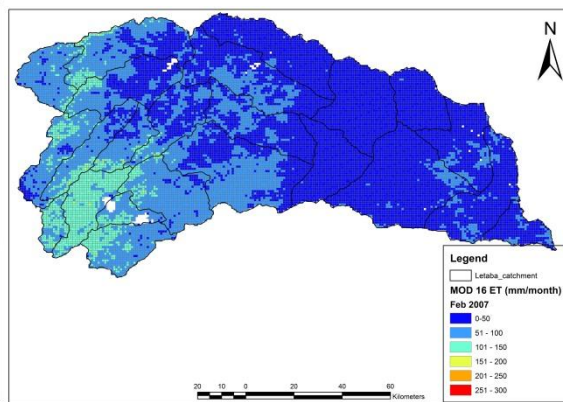 N
Legend
Letaba_catchment
MOD 16 ET (mm/month)
Feb 2007
0-50
51 - 100
101 - 150
151 - 200
201 - 250
251 - 300
20 10 0 20 40 60
Kilometers